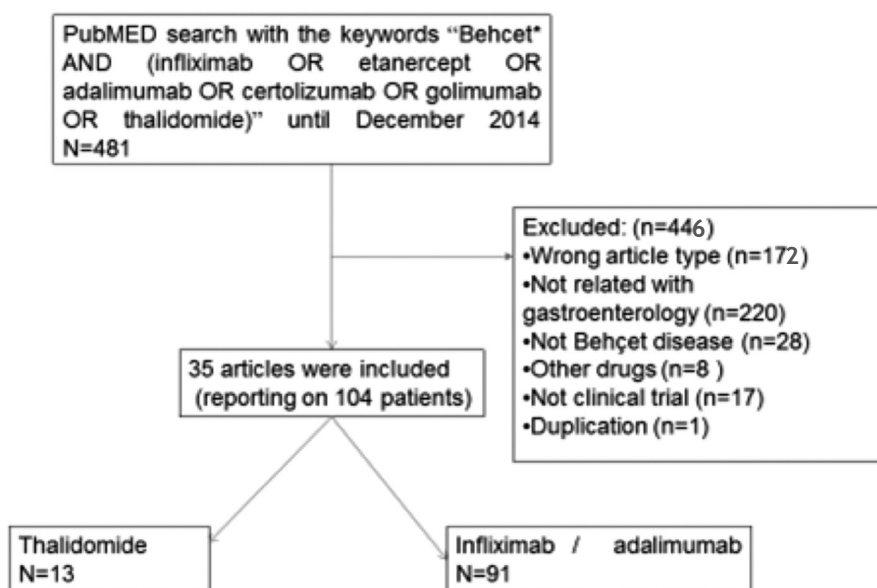 PubMED search with the keywords “Behcet*
AND (infliximab OR etanercept OR
adalimumab OR certolizumab OR golimumab
OR thalidomide)” until December 2014
N=481
Excluded: (n=446)
•Wrong article type (n=172)
•Not related with
gastroenterology (n=220)
•Not Behçet disease (n=28)
•Other drugs (n=8 )
•Not clinical trial (n=17)
•Duplication (n=1)
35 articles were included
(reporting on 104 patients)
Thalidomide
N=13
Infliximab / adalimumab
N=91